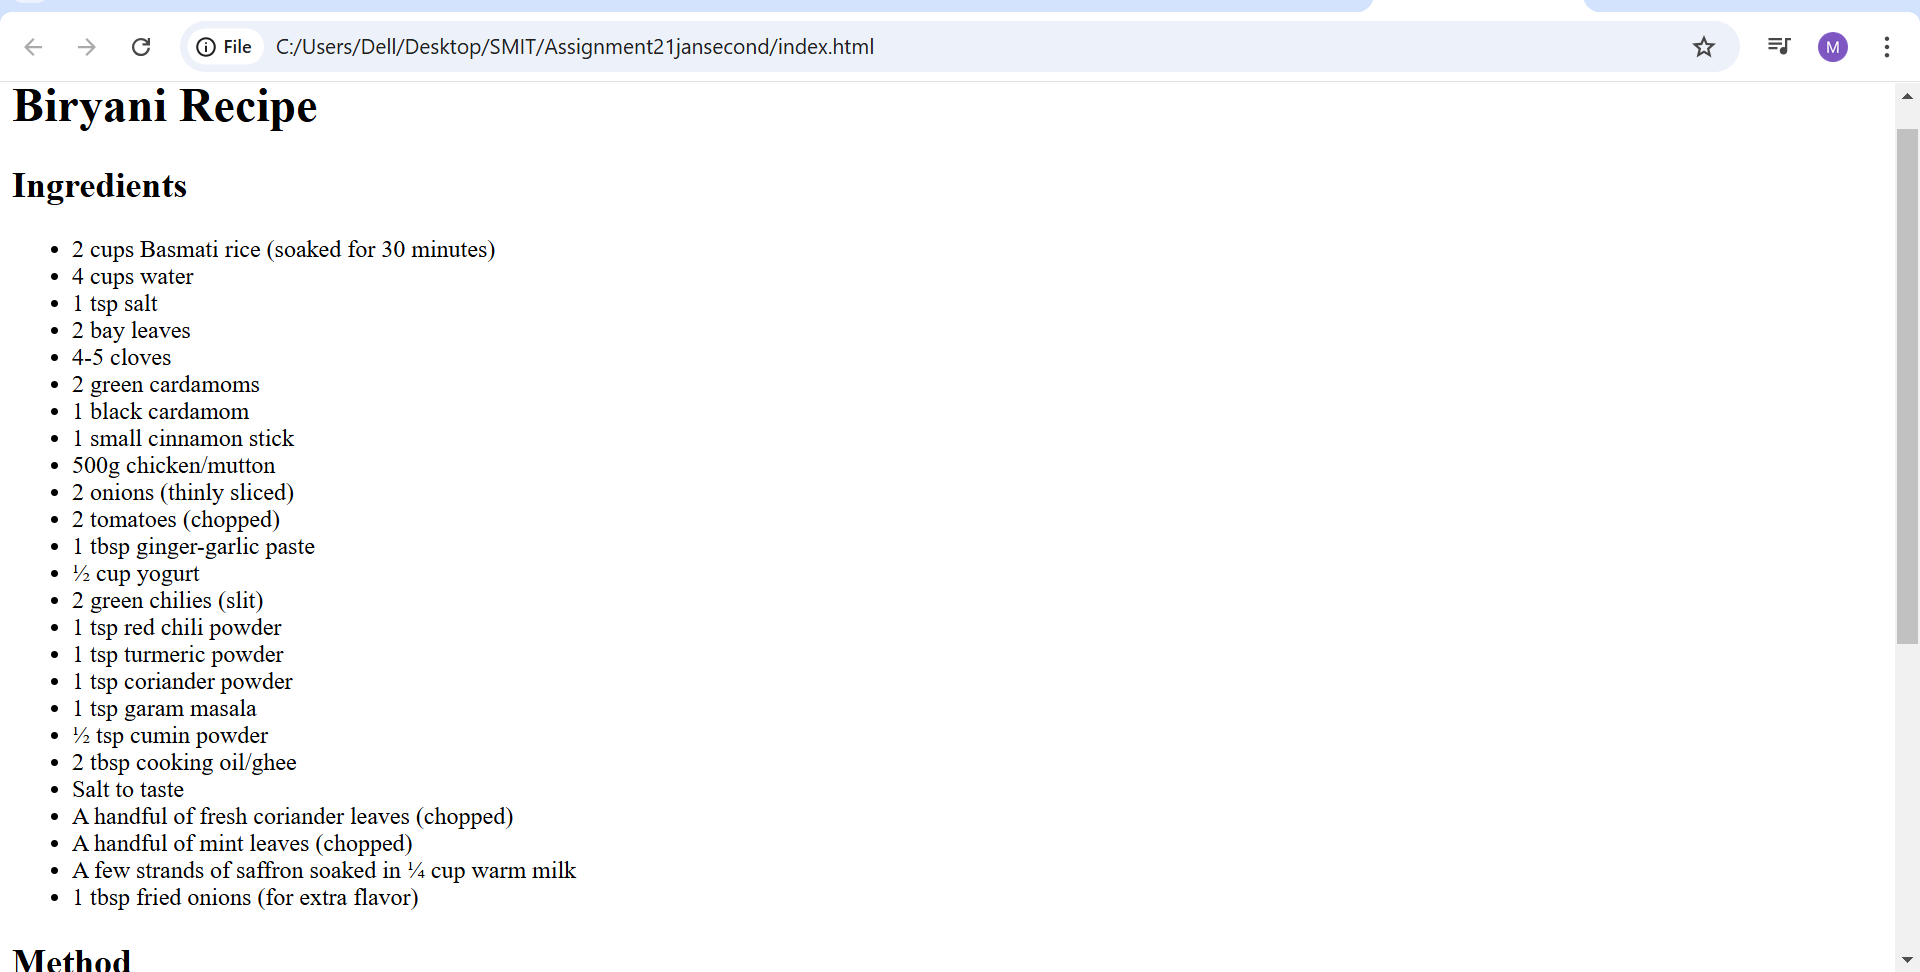 File
C:/Users/Dell/Desktop/SMIT/Assignment21jansecond/index.html
M
Biryani Recipe
Ingredients
• 2 cups Basmati rice (soaked for 30 minutes)
• 4 cups water
• 1 tsp salt
• 2 bay leaves
• 4-5 cloves
• 2 green cardamoms
• 1 black cardamom
• 1 small cinnamon stick
• 500g chicken/mutton
• 2 onions (thinly sliced)
• 2 tomatoes (chopped)
• 1 tbsp ginger-garlic paste
• ½ cup yogurt
• 2 green chilies (slit)
• 1 tsp red chili powder
• 1 tsp turmeric powder
• 1 tsp coriander powder
• 1 tsp garam masala
• ½ tsp cumin powder
• 2 tbsp cooking oil/ghee
• Salt to taste
• A handful of fresh coriander leaves (chopped)
• A handful of mint leaves (chopped)
• A few strands of saffron soaked in ¼ cup warm milk
• 1 tbsp fried onions (for extra flavor)
Method